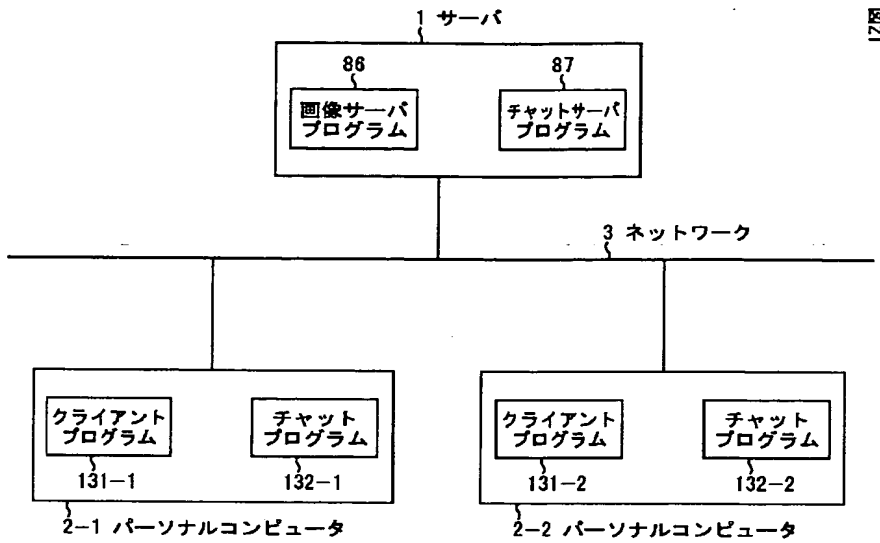 図21
1 サーバ
86
87
画像サーバ
プログラム
チャットサーバ
プログラム
3 ネットワーク
クライアント
プログラム
チャット
プログラム
クライアント
プログラム
チャット
プログラム
131-1
132-1
131-2
132-2
2-1 パーソナルコンピュータ
2-2 パーソナルコンピュータ